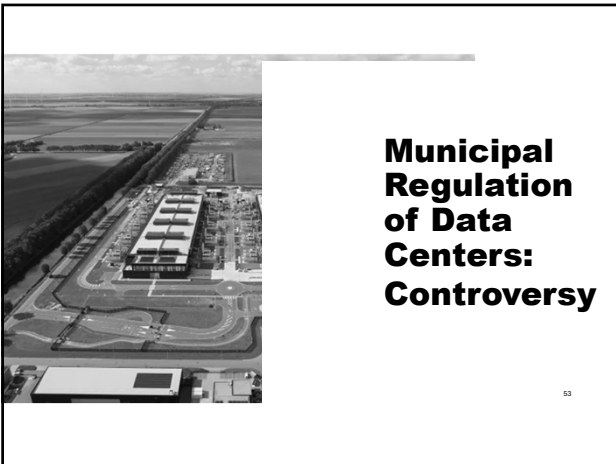 Municipal
Regulation
of Data
Centers:
Controversy
53